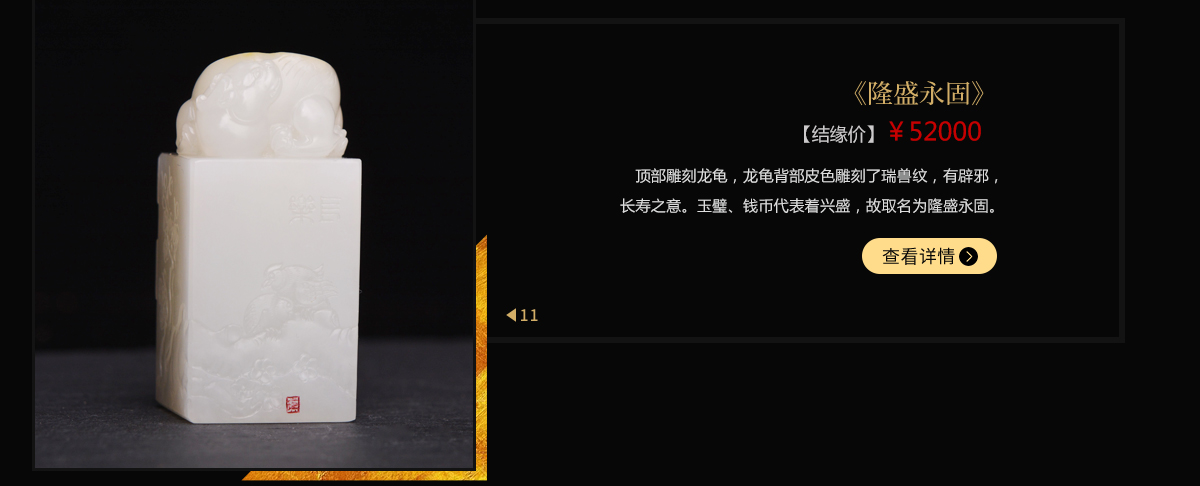 《隆盛永固》
【结缘价】￥52000
顶部雕刻龙龟，龙龟背部皮色雕刻了瑞兽纹，有辟邪，
长寿之意。玉璧、钱币代表着兴盛，故取名为隆盛永固。
查看详情
11